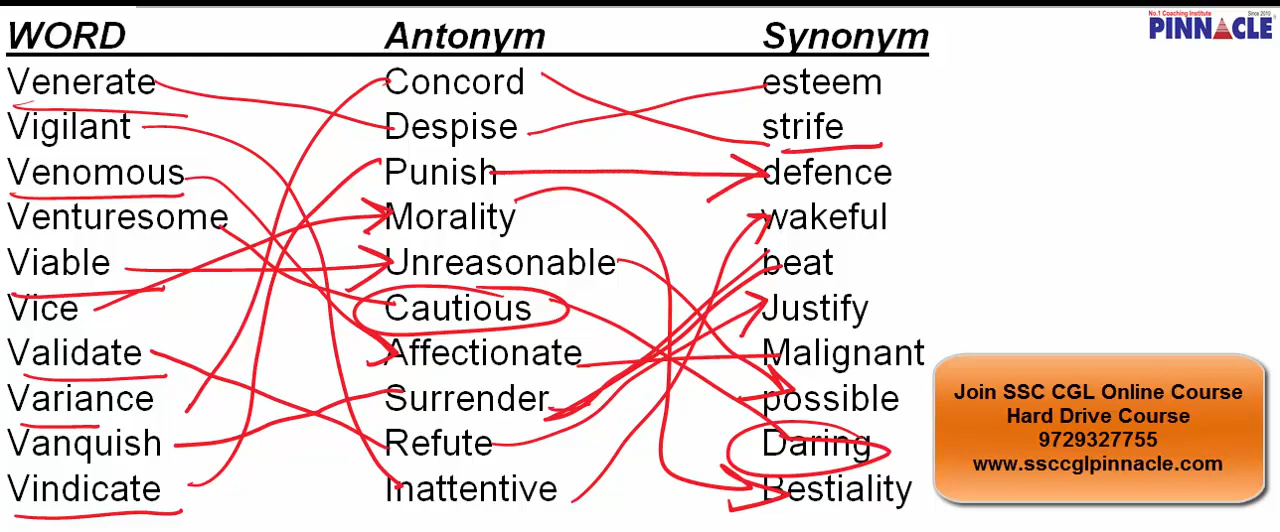 WORD Antonym Synonym
No.1 Coaching Institute Since 2010
PINNACLE
Venerate Concord esteem
Vigilant Despise strife
Venomous Punish defence
Venturesome Morality wakeful
Viable Unreasonable beat
Vice Cautious Justify
Validate Affectionate Malignant
Variance Surrender possible
Vanquish Refute Daring
Vindicate Inattentive Bestiality
Join SSC CGL Online Course
Hard Drive Course
9729327755
www.ssccglpinnacle.com